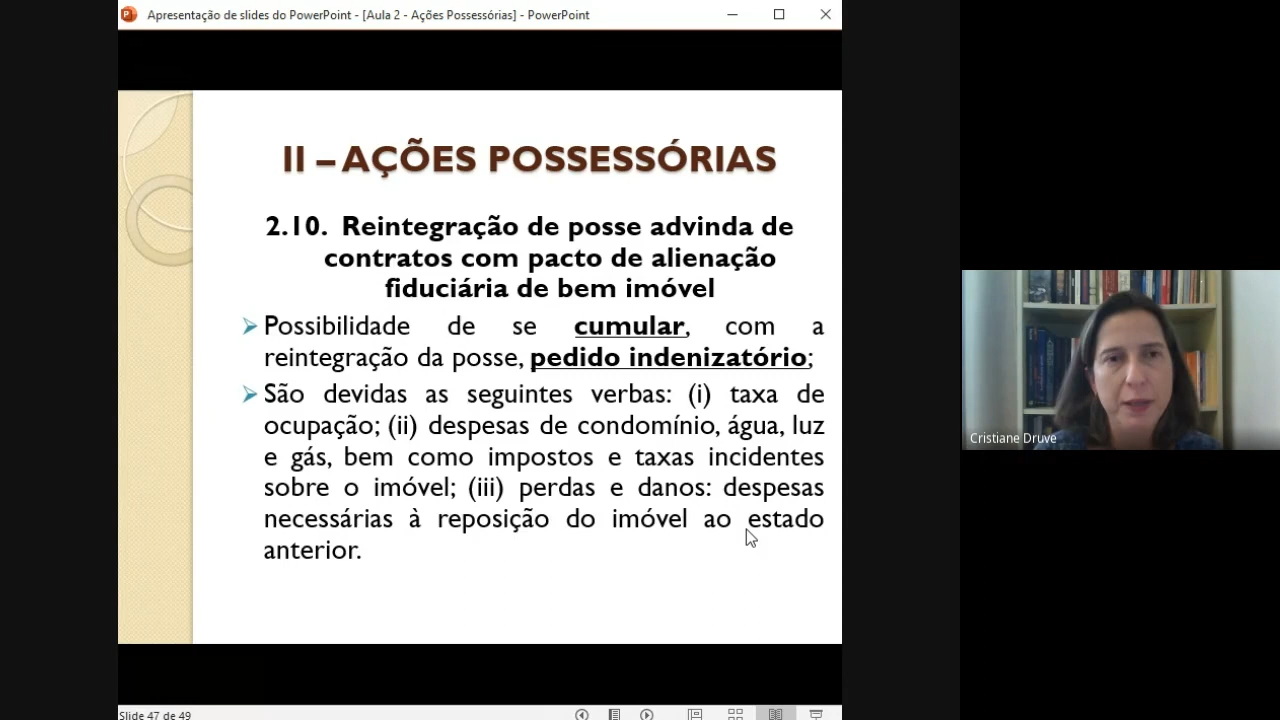 Apresentação de slides do PowerPoint - [Aula 2 - Ações Possessórias] - PowerPoint
II – AÇÕES POSSESSÓRIAS
2.10. Reintegração de posse advinda de
contratos com pacto de alienação
fiduciária de bem imóvel
Possibilidade de se cumular, com a
reintegração da posse, pedido indenizatório;
São devidas as seguintes verbas: (i) taxa de
ocupação; (ii) despesas de condomínio, água, luz
e gás, bem como impostos e taxas incidentes
sobre o imóvel; (iii) perdas e danos: despesas
necessárias à reposição do imóvel ao estado
anterior.
Cristiane Druve
Slide 47 de 49